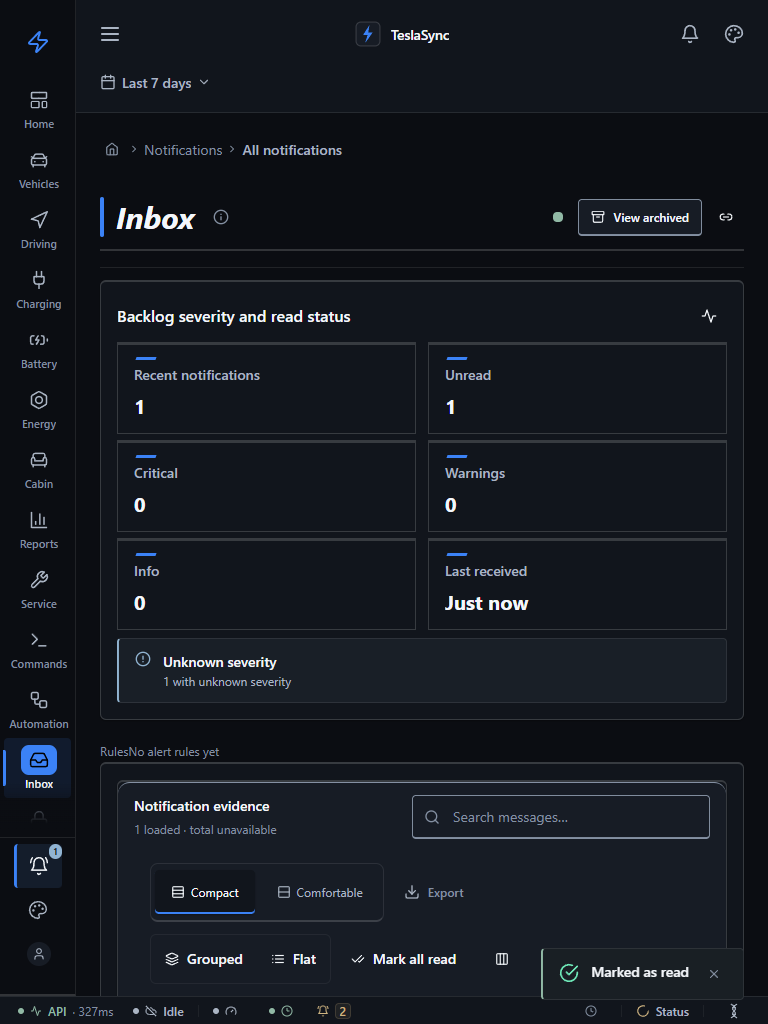 TeslaSync
Last 7 days
Home
Vehicles
Driving
Charging
Battery
Energy
Cabin
Reports
Service
Commands
Automation
Inbox
1
Notifications
All notifications
Inbox
View archived
Backlog severity and read status
Recent notifications
1
Unread
1
Critical
0
Warnings
0
Info
0
Last received
Just now
Unknown severity
1 with unknown severity
RulesNo alert rules yet
Notification evidence
1 loaded · total unavailable
Search messages...
Compact
Comfortable
Export
Grouped
Flat
Mark all read
Marked as read
API · 327ms
Idle
2
Status